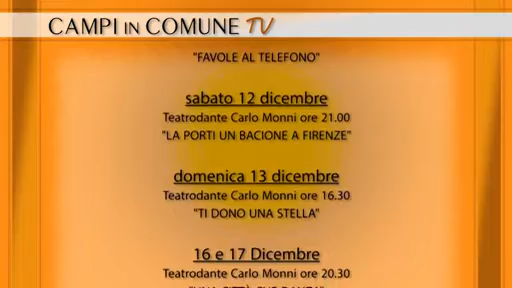 CAMPI IN COMUNE TV
"FAVOLE AL TELEFONO"
sabato 12 dicembre
Teatrodante Carlo Monni ore 21.00
"LA PORTI UN BACIONE A FIRENZE"
domenica 13 dicembre
Teatrodante Carlo Monni ore 16.30
"TI DONO UNA STELLA"
16 e 17 Dicembre
Teatrodante Carlo Monni ore 20.30